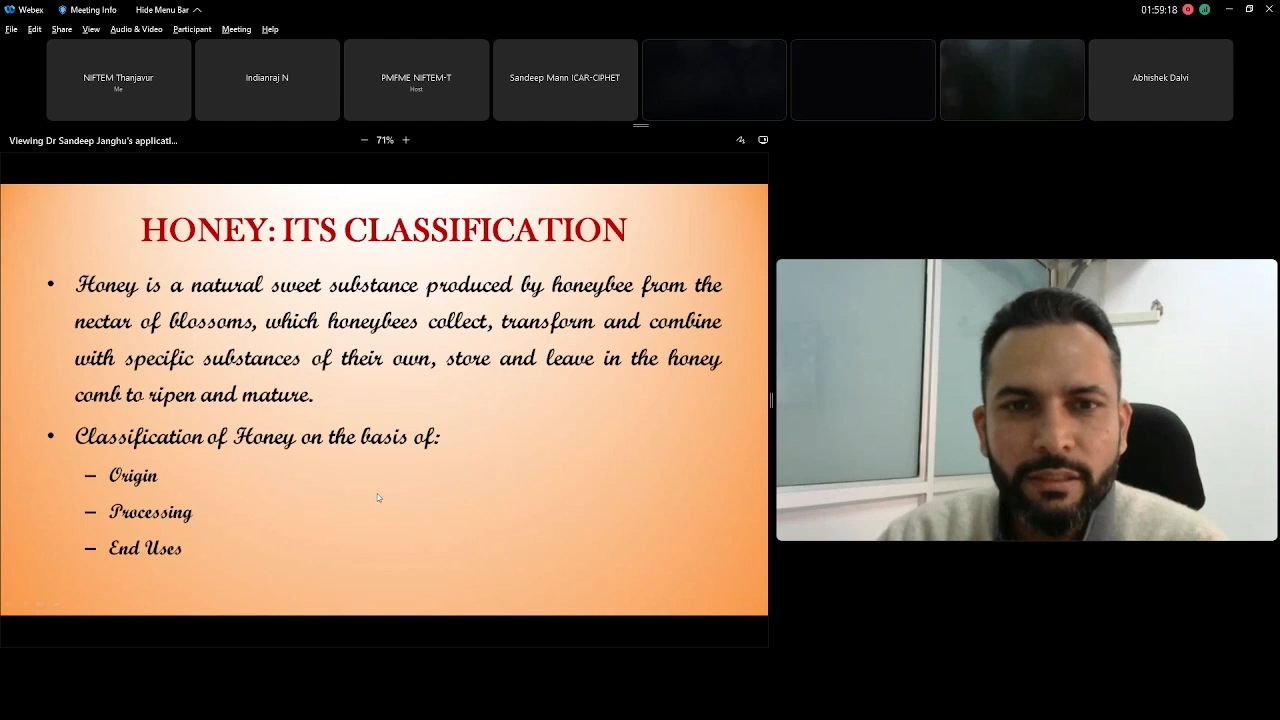 Webex Meeting Info Hide Menu Bar 01:59:18
File Edit Share View Audio & Video Participant Meeting Help
NIFTEM Thanjavur
Me
Indianraj N
PMFME NIFTEM-T
Host
Sandeep Mann ICAR-CIPHET
Abhishek Dalvi
Viewing Dr Sandeep Janghu's applicati... 71%
HONEY: ITS CLASSIFICATION
• Honey is a natural sweet substance produced by honeybee from the
nectar of blossoms, which honeybees collect, transform and combine
with specific substances of their own, store and leave in the honey
comb to ripen and mature.
• Classification of Honey on the basis of:
– Origin
– Processing
– End Uses